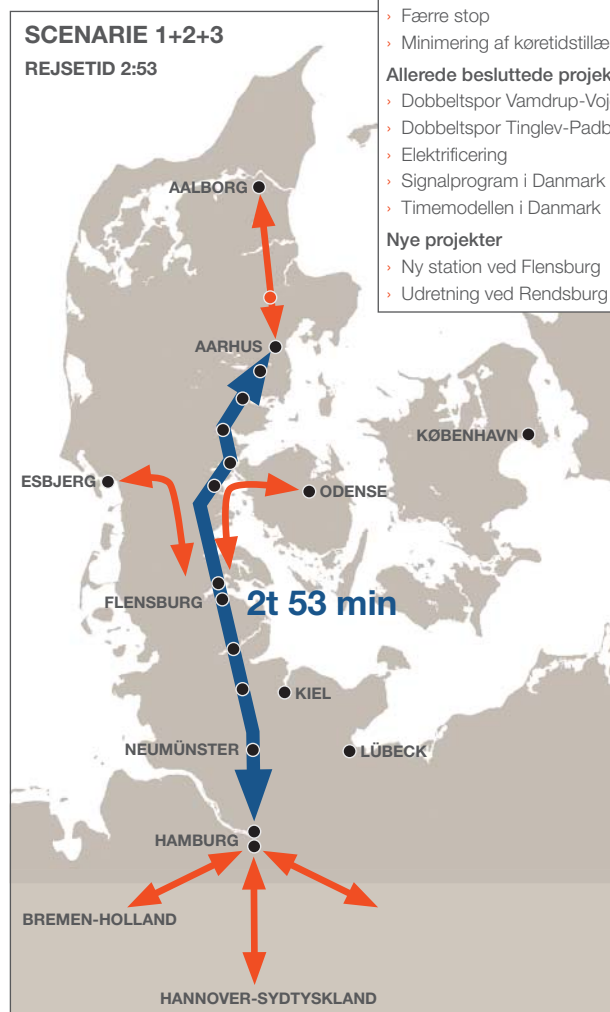 SCENARIE 1+2+3
REJSETID 2:53
› Færre stop
› Minimering af køretidstillæ
Allerede besluttede projek
› Dobbeltspor Vamdrup-Voj
› Dobbeltspor Tinglev-Padb
› Elektrificering
› Signalprogram i Danmark
› Timemodellen i Danmark
Nye projekter
› Ny station ved Flensburg
› Udretning ved Rendsburg
AALBORG
AARHUS
KØBENHAVN
ESBJERG
ODENSE
FLENSBURG
2t 53 min
KIEL
NEUMÜNSTER
LÜBECK
HAMBURG
BREMEN-HOLLAND
HANNOVER-SYDTYSKLAND